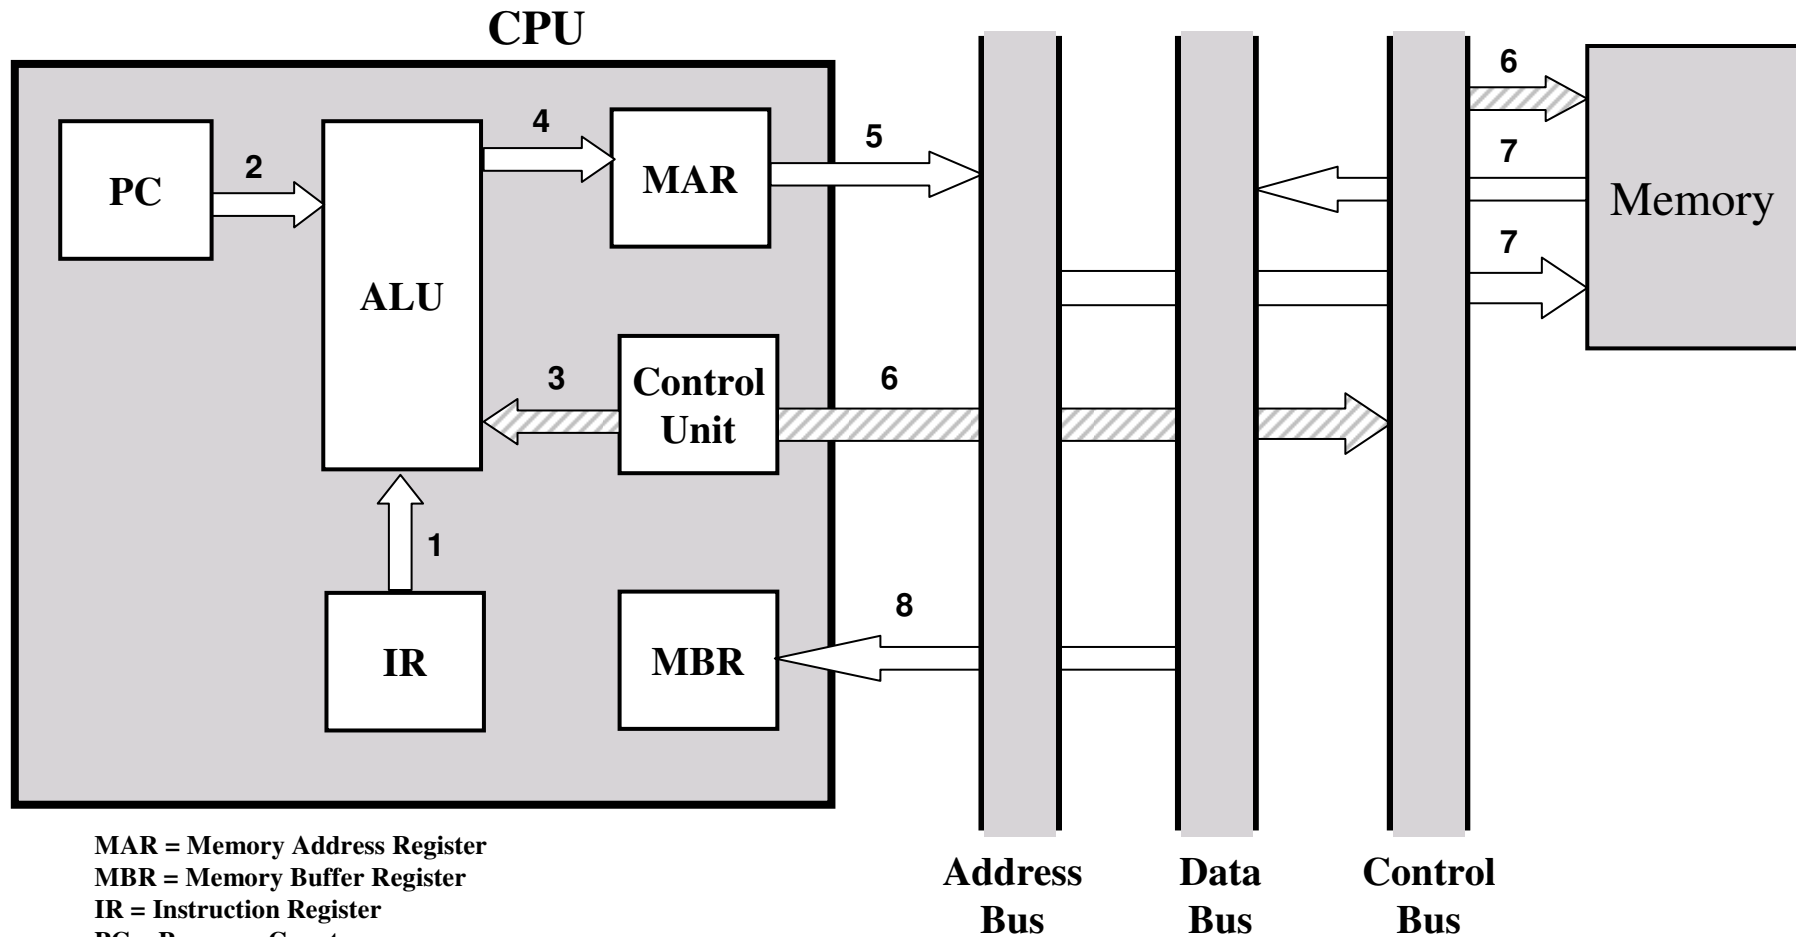 CPU
PC
2
ALU
4
MAR
5
6
7
7
Memory
3
Control
Unit
6
1
IR
MBR
8
MAR = Memory Address Register
MBR = Memory Buffer Register
IR = Instruction Register
Address
Bus
Data
Bus
Control
Bus